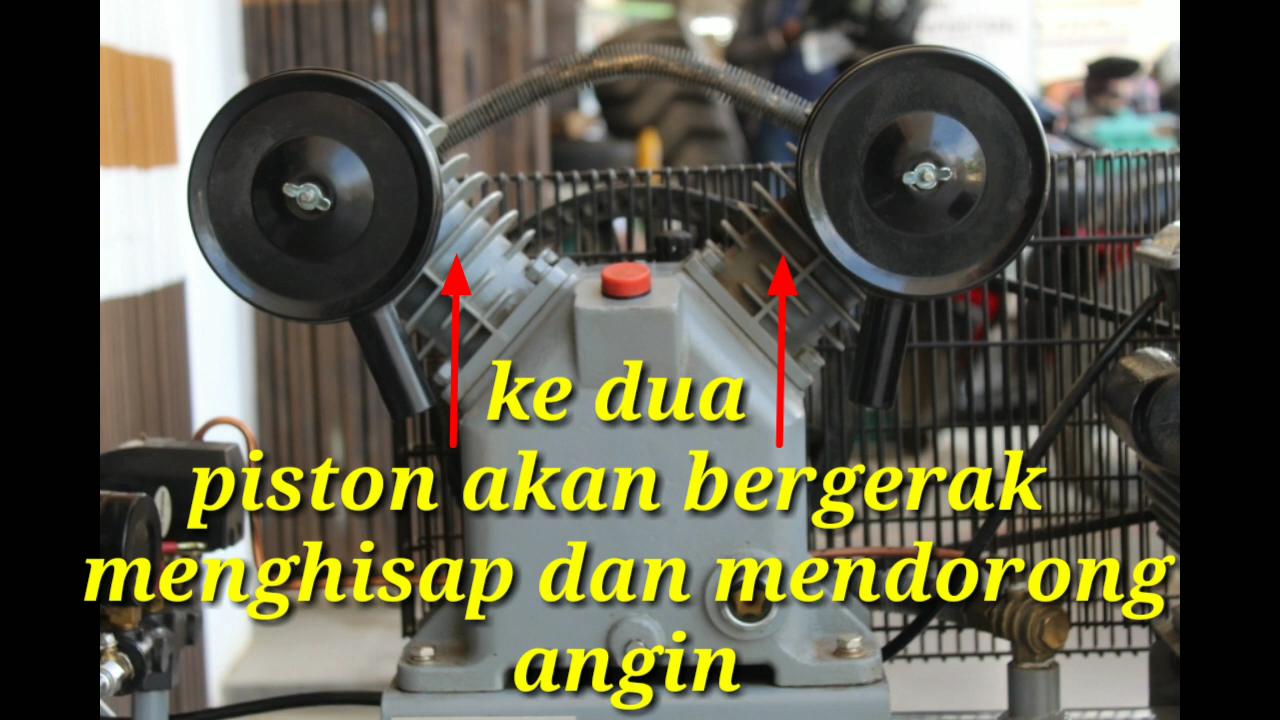 ke dua
piston akan bergerak
menghisap dan mendorong
angin